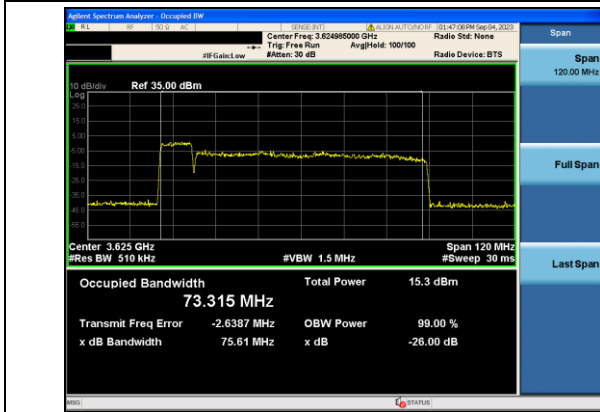 Agilent Spectrum Analyzer - Occupied BW
RL RF 50 Ω AC SENSE:INT ALIGN AUTO/NO RF 01:47:08 PM Sep 04, 2023
Center Freq: 3.624985000 GHz Radio Std: None
Trig: Free Run Avg|Hold: 100/100
#IFGain:Low #Atten: 30 dB Radio Device: BTS
10 dB/div Ref 35.00 dBm
Log
25.0
15.0
5.00
-5.00
-15.0
-25.0
-35.0
-45.0
-55.0
Center 3.625 GHz Span 120 MHz
#Res BW 510 kHz #VBW 1.5 MHz #Sweep 30 ms
Occupied Bandwidth Total Power 15.3 dBm
73.315 MHz
Transmit Freq Error -2.6387 MHz OBW Power 99.00 %
x dB Bandwidth 75.61 MHz x dB -26.00 dB
MSG STATUS
Span
Span
120.00 MHz
Full Span
Last Span